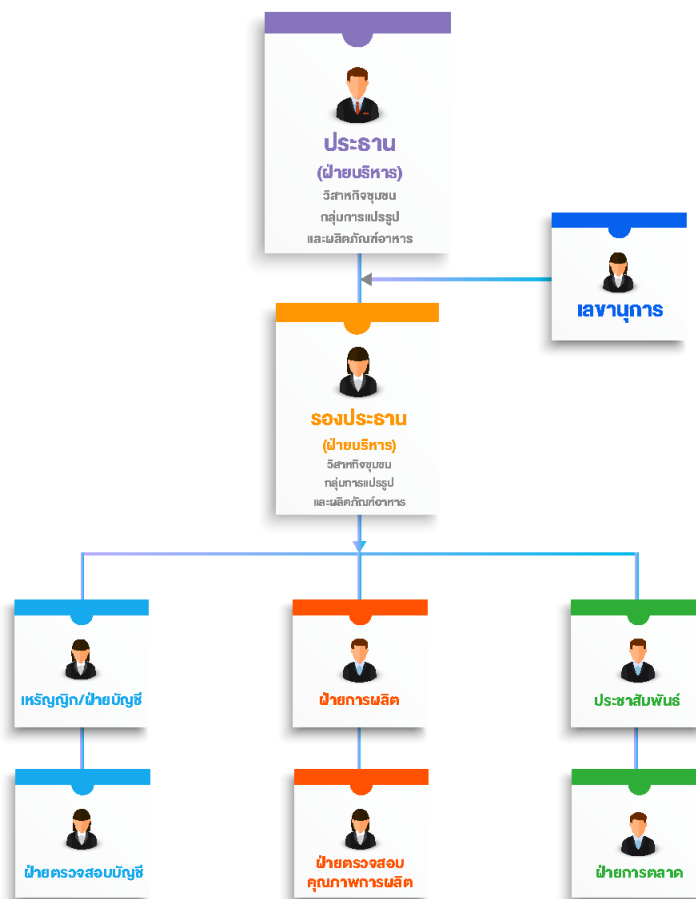 ประธาน
(ฝ่ายบริหาร)
วิสาหกิจชุมชน
กลุ่มการแปรรูป
และผลิตภัณฑ์อาหาร
เลขานุการ
รองประธาน
(ฝ่ายบริหาร)
วิสาหกิจชุมชน
กลุ่มการแปรรูป
และผลิตภัณฑ์อาหาร
เหรัญญิก/ฝ่ายบัญชี
ฝ่ายการผลิต
ประชาสัมพันธ์
ฝ่ายตรวจสอบบัญชี
ฝ่ายตรวจสอบ
คุณภาพการผลิต
ฝ่ายการตลาด